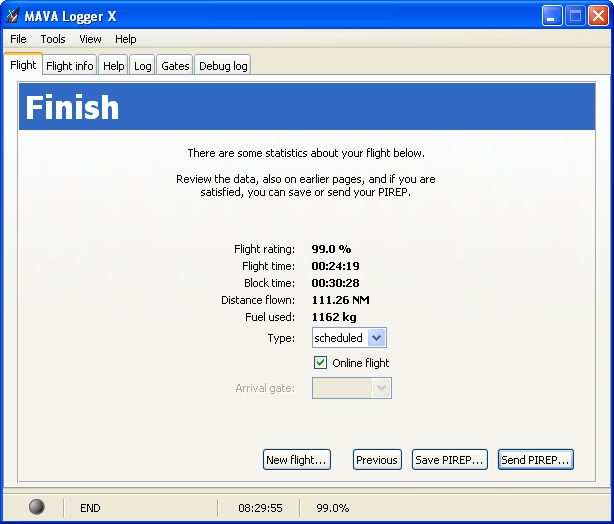 MAVA Logger X
File Tools View Help
Flight Flight info Help Log Gates Debug log
Finish
There are some statistics about your flight below.
Review the data, also on earlier pages, and if you are
satisfied, you can save or send your PIREP.
Flight rating: 99.0 %
Flight time: 00:24:19
Block time: 00:30:28
Distance flown: 111.26 NM
Fuel used: 1162 kg
Type: scheduled
Online flight
Arrival gate:
New flight... Previous Save PIREP... Send PIREP...
END 08:29:55 99.0%